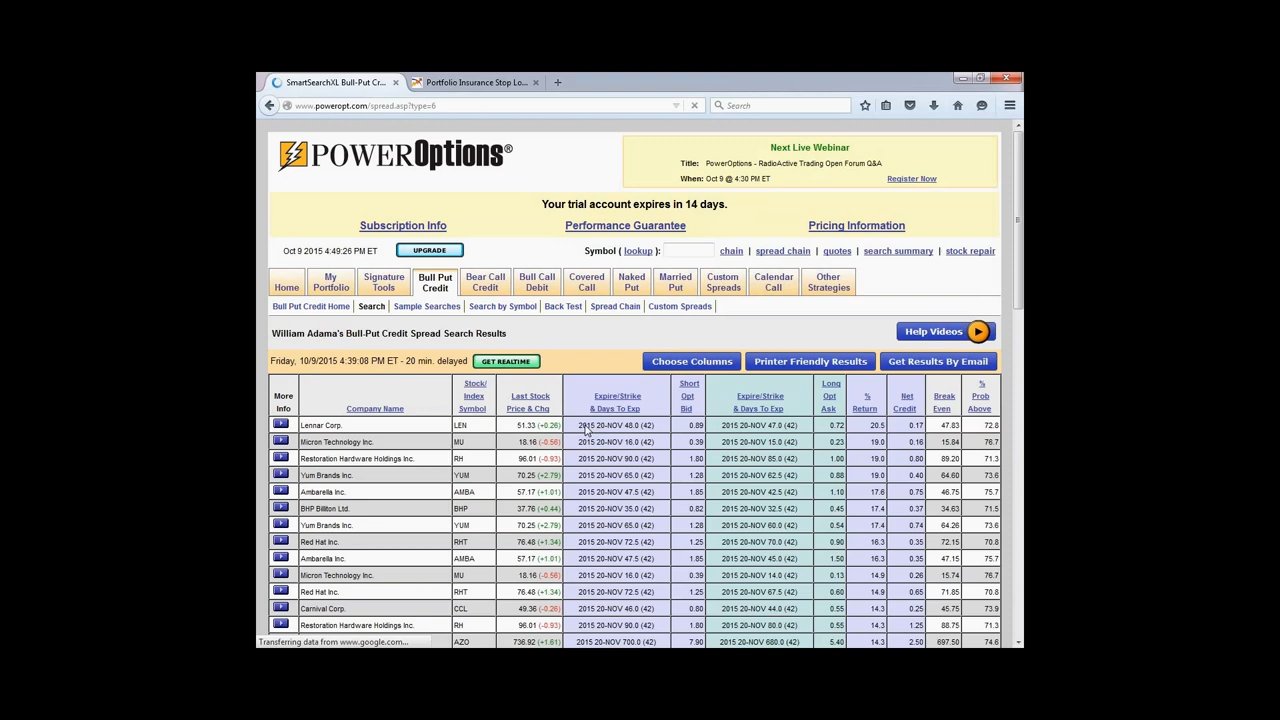 SmartSearchXL Bull-Put Cr... Portfolio Insurance Stop Lo...
www.poweropt.com/spread.asp?type=6 Search
POWEROptions®
Next Live Webinar
Title: PowerOptions - RadioActive Trading Open Forum Q&A
When: Oct 9 @ 4:30 PM ET Register Now
Your trial account expires in 14 days.
Subscription Info Performance Guarantee Pricing Information
Oct 9 2015 4:49:26 PM ET UPGRADE Symbol ( lookup ): chain | spread chain | quotes | search summary | stock repair
Home My Portfolio Signature Tools Bull Put Credit Bear Call Credit Bull Call Debit Covered Call Naked Put Married Put Custom Spreads Calendar Call Other Strategies
Bull Put Credit Home | Search | Sample Searches | Search by Symbol | Back Test | Spread Chain | Custom Spreads |
William Adama's Bull-Put Credit Spread Search Results Help Videos
Friday, 10/9/2015 4:39:08 PM ET - 20 min. delayed GET REALTIME Choose Columns Printer Friendly Results Get Results By Email
More Info Company Name Stock/ Index Symbol Last Stock Price & Chg Expire/Strike & Days To Exp Short Opt Bid Expire/Strike & Days To Exp Long Opt Ask % Return Net Credit Break Even % Prob Above
Lennar Corp. LEN 51.33 (+0.26) 2015 20-NOV 48.0 (42) 0.89 2015 20-NOV 47.0 (42) 0.72 20.5 0.17 47.83 72.8
Micron Technology Inc. MU 18.16 (-0.56) 2015 20-NOV 16.0 (42) 0.39 2015 20-NOV 15.0 (42) 0.23 19.0 0.16 15.84 76.7
Restoration Hardware Holdings Inc. RH 96.01 (-0.93) 2015 20-NOV 90.0 (42) 1.80 2015 20-NOV 85.0 (42) 1.00 19.0 0.80 89.20 71.3
Yum Brands Inc. YUM 70.25 (+2.79) 2015 20-NOV 65.0 (42) 1.28 2015 20-NOV 62.5 (42) 0.88 19.0 0.40 64.60 73.6
Ambarella Inc. AMBA 57.17 (+1.01) 2015 20-NOV 47.5 (42) 1.85 2015 20-NOV 42.5 (42) 1.10 17.6 0.75 46.75 75.7
BHP Billiton Ltd. BHP 37.76 (+0.44) 2015 20-NOV 35.0 (42) 0.82 2015 20-NOV 32.5 (42) 0.45 17.4 0.37 34.63 71.5
Yum Brands Inc. YUM 70.25 (+2.79) 2015 20-NOV 65.0 (42) 1.28 2015 20-NOV 60.0 (42) 0.54 17.4 0.74 64.26 73.6
Red Hat Inc. RHT 76.48 (+1.34) 2015 20-NOV 72.5 (42) 1.25 2015 20-NOV 70.0 (42) 0.90 16.3 0.35 72.15 70.8
Ambarella Inc. AMBA 57.17 (+1.01) 2015 20-NOV 47.5 (42) 1.85 2015 20-NOV 45.0 (42) 1.50 16.3 0.35 47.15 75.7
Micron Technology Inc. MU 18.16 (-0.56) 2015 20-NOV 16.0 (42) 0.39 2015 20-NOV 14.0 (42) 0.13 14.9 0.26 15.74 76.7
Red Hat Inc. RHT 76.48 (+1.34) 2015 20-NOV 72.5 (42) 1.25 2015 20-NOV 67.5 (42) 0.60 14.9 0.65 71.85 70.8
Carnival Corp. CCL 49.36 (-0.26) 2015 20-NOV 46.0 (42) 0.80 2015 20-NOV 44.0 (42) 0.55 14.3 0.25 45.75 73.9
Restoration Hardware Holdings Inc. RH 96.01 (-0.93) 2015 20-NOV 90.0 (42) 1.80 2015 20-NOV 80.0 (42) 0.55 14.3 1.25 88.75 71.3
AZO 736.92 (+1.61) 2015 20-NOV 700.0 (42) 7.90 2015 20-NOV 680.0 (42) 5.40 14.3 2.50 697.50 74.6
Transferring data from www.google.com...